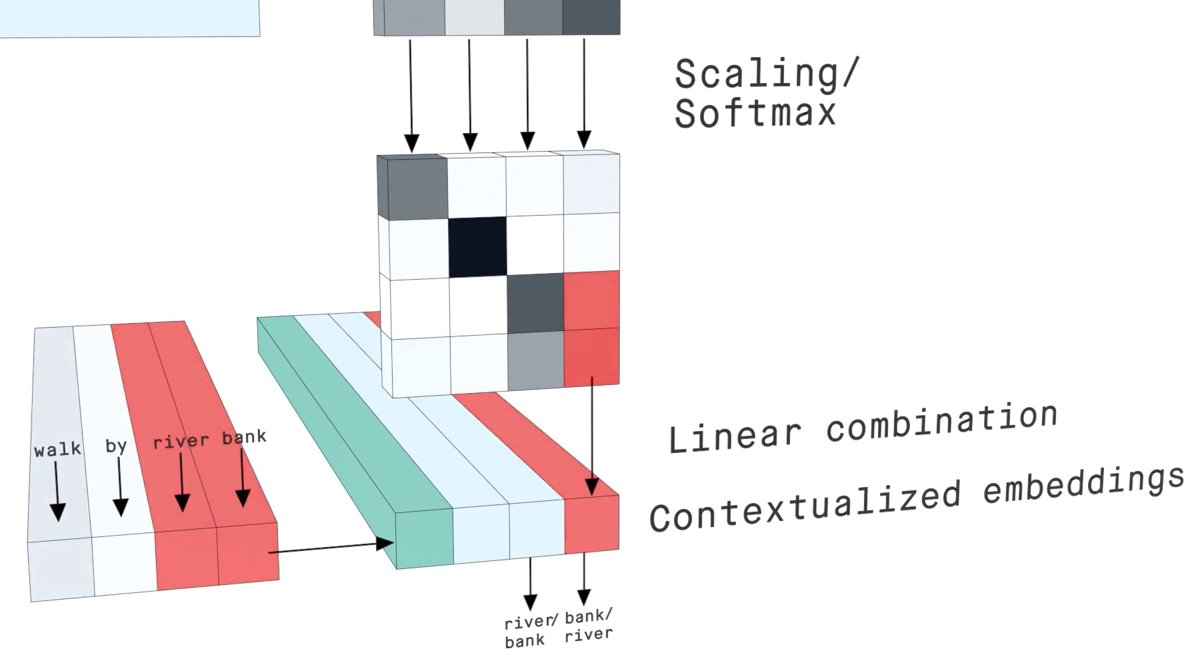 Scaling/
Softmax
walk by river bank
Linear combination
Contextualized embeddings
river/ bank/
bank river